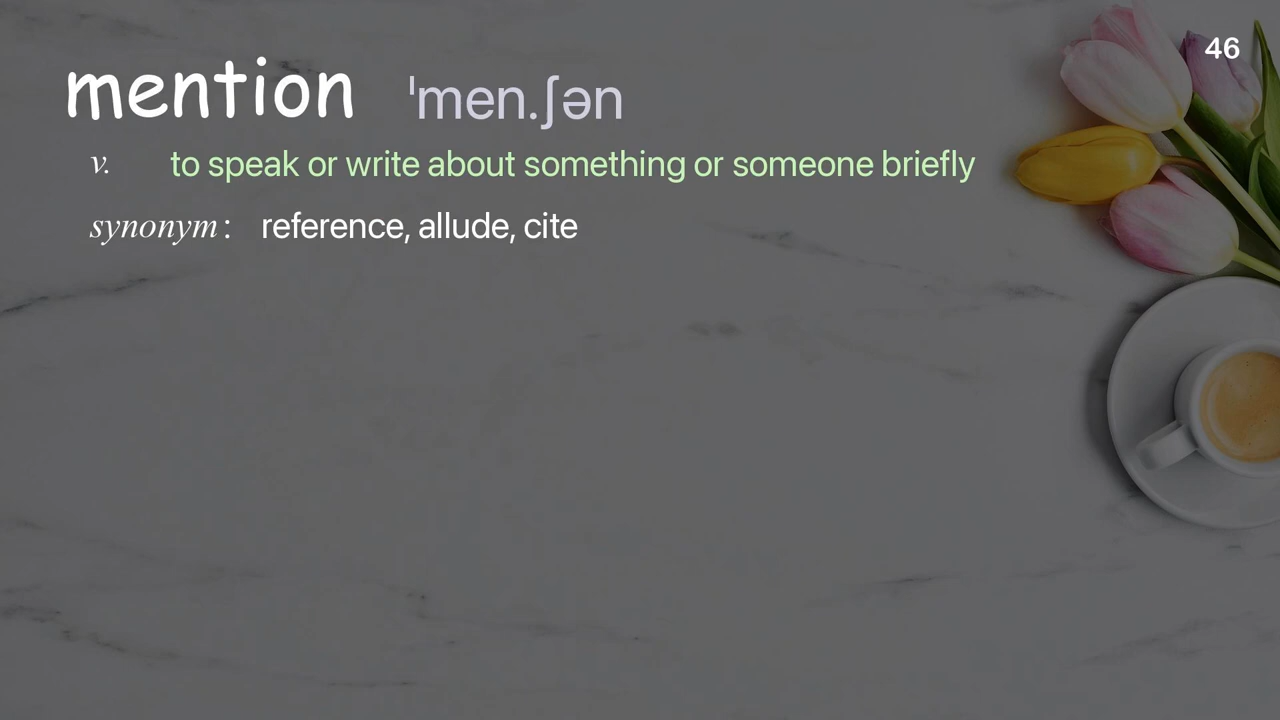 46
mention ˈmen.ʃən
v. to speak or write about something or someone briefly
synonym : reference, allude, cite